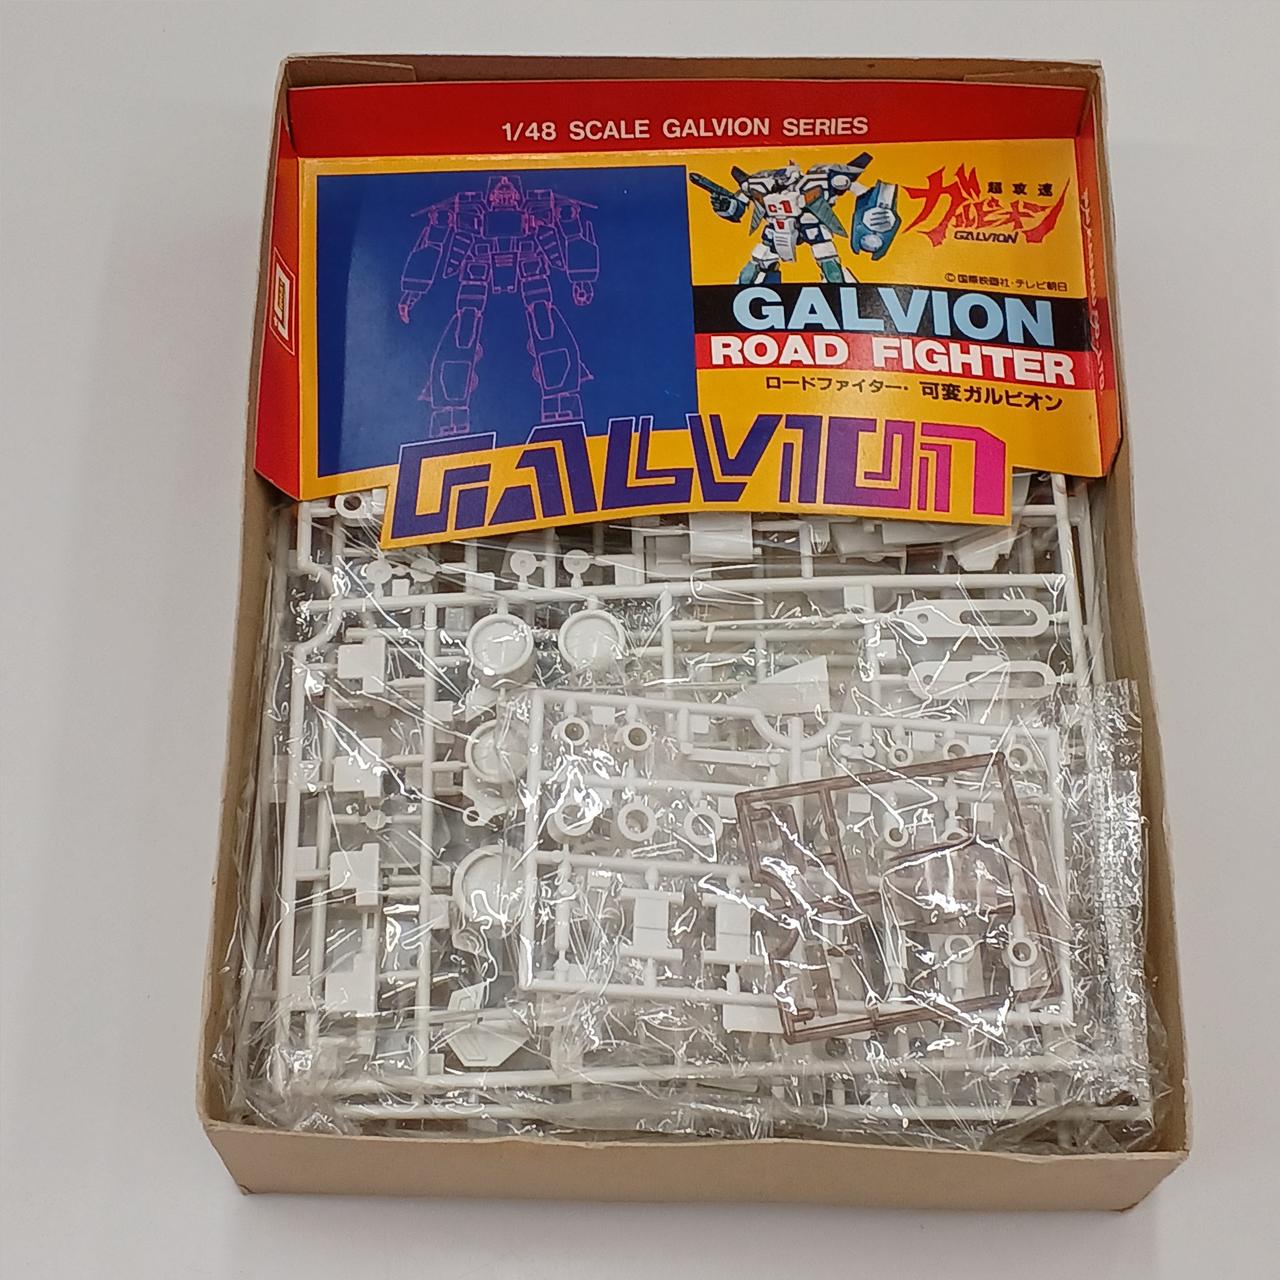 1/48 SCALE GALVION SERIES
超攻速
ガルビオン
GALVION
©国際映画社・テレビ朝日
GALVION
ROAD FIGHTER
ロードファイター・可変ガルビオン
GALVION